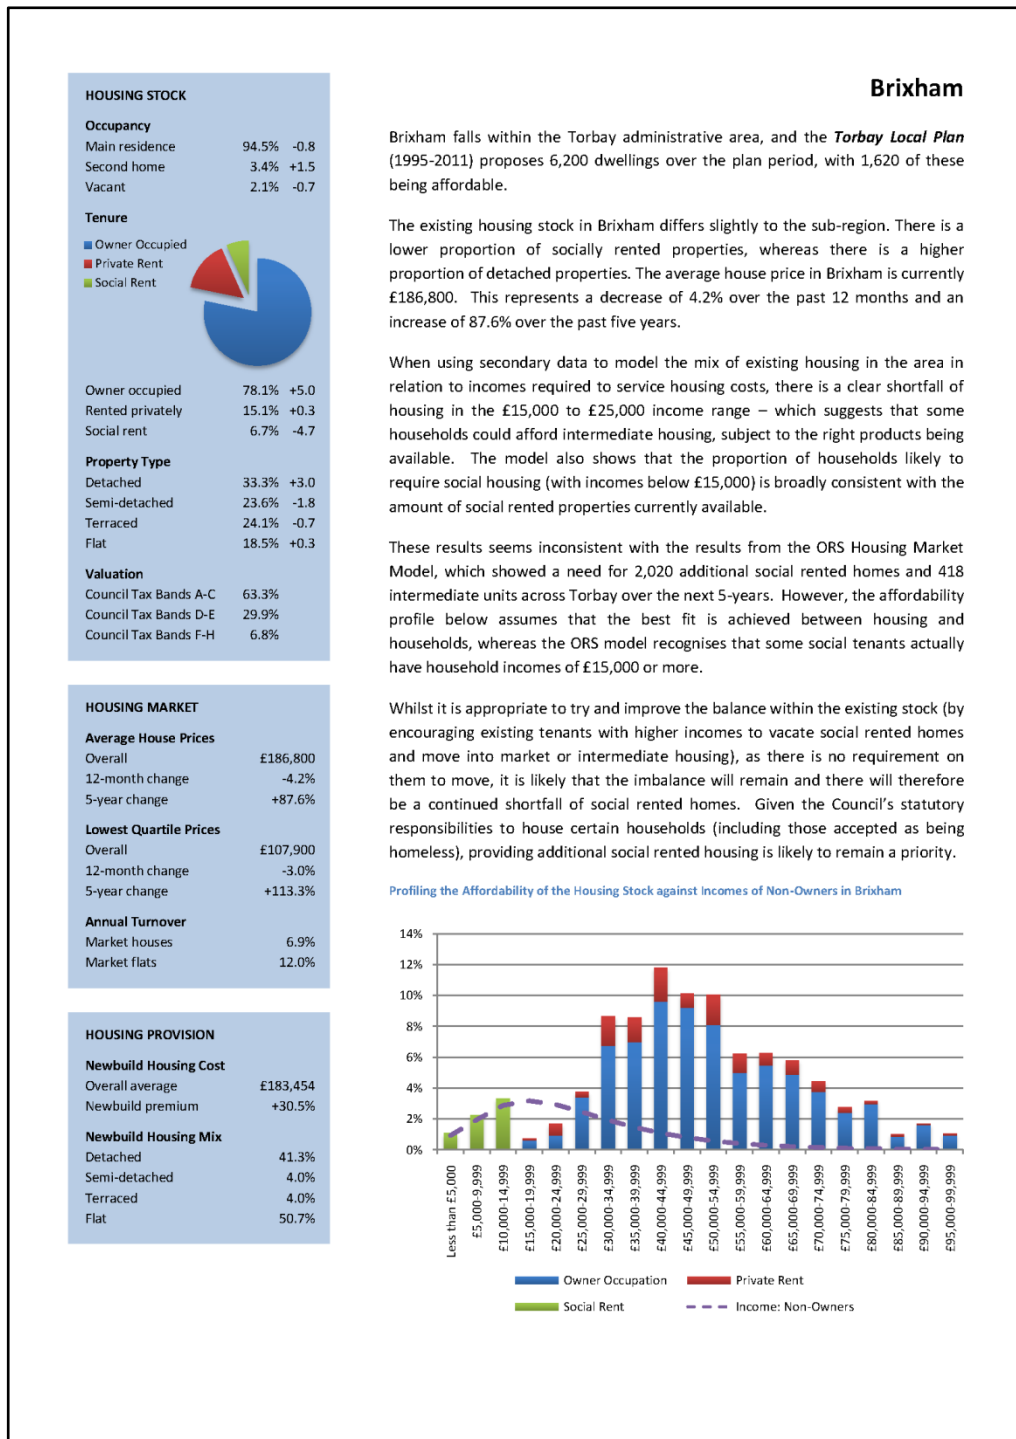 HOUSING STOCK
Occupancy
Main residence 94.5% -0.8
Second home 3.4% +1.5
Vacant 2.1% -0.7
Tenure
Owner Occupied
Private Rent
Social Rent
Owner occupied 78.1% +5.0
Rented privately 15.1% +0.3
Social rent 6.7% -4.7
Property Type
Detached 33.3% +3.0
Semi-detached 23.6% -1.8
Terraced 24.1% -0.7
Flat 18.5% +0.3
Valuation
Council Tax Bands A-C 63.3%
Council Tax Bands D-E 29.9%
Council Tax Bands F-H 6.8%
HOUSING MARKET
Average House Prices
Overall £186,800
12-month change -4.2%
5-year change +87.6%
Lowest Quartile Prices
Overall £107,900
12-month change -3.0%
5-year change +113.3%
Annual Turnover
Market houses 6.9%
Market flats 12.0%
HOUSING PROVISION
Newbuild Housing Cost
Overall average £183,454
Newbuild premium +30.5%
Newbuild Housing Mix
Detached 41.3%
Semi-detached 4.0%
Terraced 4.0%
Flat 50.7%
Brixham
Brixham falls within the Torbay administrative area, and the Torbay Local Plan
(1995-2011) proposes 6,200 dwellings over the plan period, with 1,620 of these
being affordable.
The existing housing stock in Brixham differs slightly to the sub-region. There is a
lower proportion of socially rented properties, whereas there is a higher
proportion of detached properties. The average house price in Brixham is currently
£186,800. This represents a decrease of 4.2% over the past 12 months and an
increase of 87.6% over the past five years.
When using secondary data to model the mix of existing housing in the area in
relation to incomes required to service housing costs, there is a clear shortfall of
housing in the £15,000 to £25,000 income range – which suggests that some
households could afford intermediate housing, subject to the right products being
available. The model also shows that the proportion of households likely to
require social housing (with incomes below £15,000) is broadly consistent with the
amount of social rented properties currently available.
These results seems inconsistent with the results from the ORS Housing Market
Model, which showed a need for 2,020 additional social rented homes and 418
intermediate units across Torbay over the next 5-years. However, the affordability
profile below assumes that the best fit is achieved between housing and
households, whereas the ORS model recognises that some social tenants actually
have household incomes of £15,000 or more.
Whilst it is appropriate to try and improve the balance within the existing stock (by
encouraging existing tenants with higher incomes to vacate social rented homes
and move into market or intermediate housing), as there is no requirement on
them to move, it is likely that the imbalance will remain and there will therefore
be a continued shortfall of social rented homes. Given the Council's statutory
responsibilities to house certain households (including those accepted as being
homeless), providing additional social rented housing is likely to remain a priority.
Profiling the Affordability of the Housing Stock against Incomes of Non-Owners in Brixham
14%
12%
10%
8%
6%
4%
2%
0%
Less than £5,000
£5,000-9,999
£10,000-14,999
£15,000-19,999
£20,000-24,999
£25,000-29,999
£30,000-34,999
£35,000-39,999
£40,000-44,999
£45,000-49,999
£50,000-54,999
£55,000-59,999
£60,000-64,999
£65,000-69,999
£70,000-74,999
£75,000-79,999
£80,000-84,999
£85,000-89,999
£90,000-94,999
£95,000-99,999
Owner Occupation
Private Rent
Social Rent
Income: Non-Owners